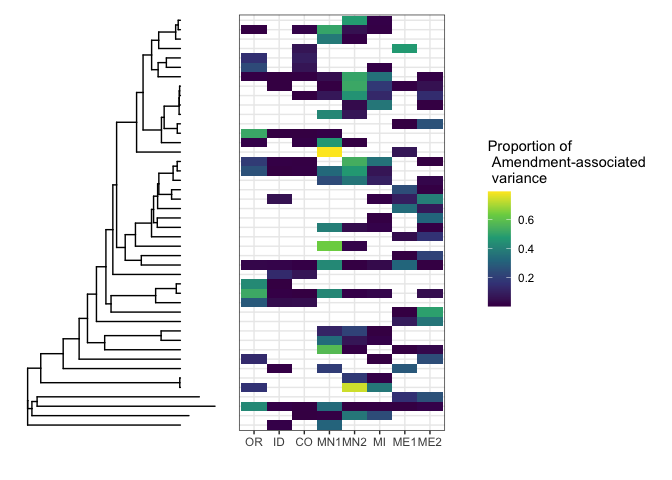 Proportion of
Amendment-associated
variance
0.6
0.4
0.2
OR ID CO MN1 MN2 MI ME1 ME2